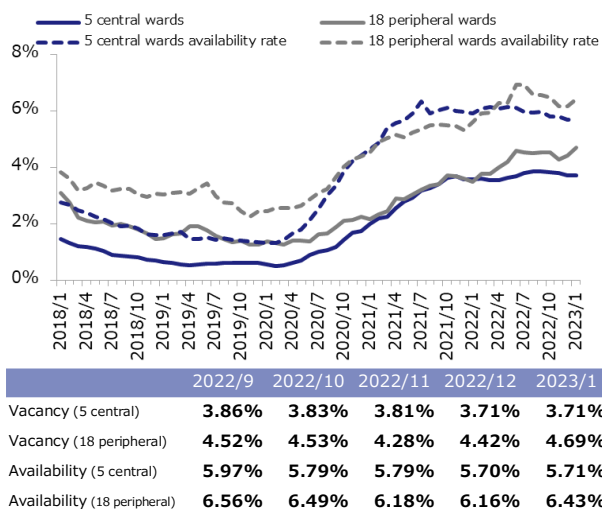 5 central wards 18 peripheral wards
5 central wards availability rate 18 peripheral wards availability rate
8%
6%
4%
2%
0%
2018/1 2018/4 2018/7 2018/10 2019/1 2019/4 2019/7 2019/10 2020/1 2020/4 2020/7 2020/10 2021/1 2021/4 2021/7 2021/10 2022/1 2022/4 2022/7 2022/10 2023/1
2022/9 2022/10 2022/11 2022/12 2023/1
Vacancy (5 central) 3.86% 3.83% 3.81% 3.71% 3.71%
Vacancy (18 peripheral) 4.52% 4.53% 4.28% 4.42% 4.69%
Availability (5 central) 5.97% 5.79% 5.79% 5.70% 5.71%
Availability (18 peripheral) 6.56% 6.49% 6.18% 6.16% 6.43%